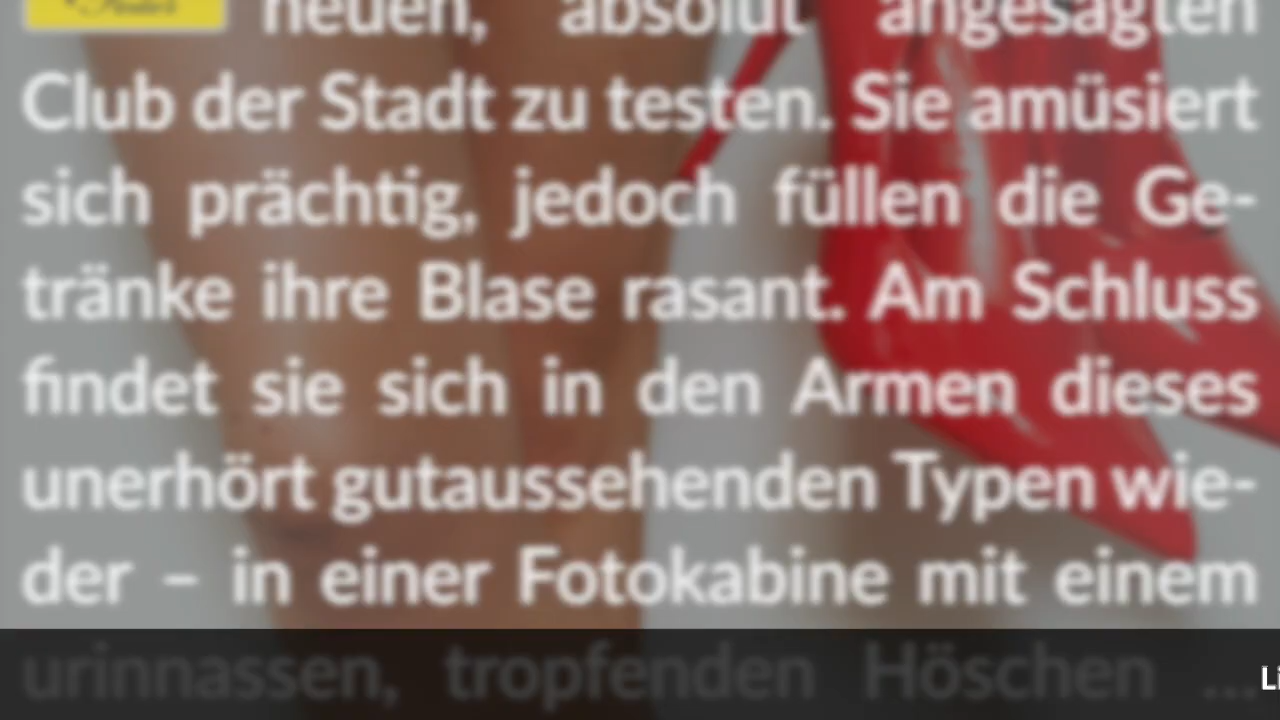 neuen, absolut angesagten
Club der Stadt zu testen. Sie amüsiert
sich prächtig, jedoch füllen die Ge-
tränke ihre Blase rasant. Am Schluss
findet sie sich in den Armen dieses
unerhört gutaussehenden Typen wie-
der – in einer Fotokabine mit einem
urinnassen, tropfenden Höschen ...
Li